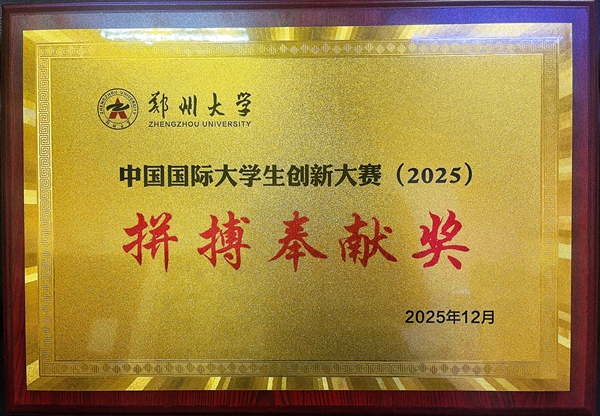 郑州大学
ZHENGZHOU UNIVERSITY
中国国际大学生创新大赛（2025）
拼搏奉献奖
2025年12月